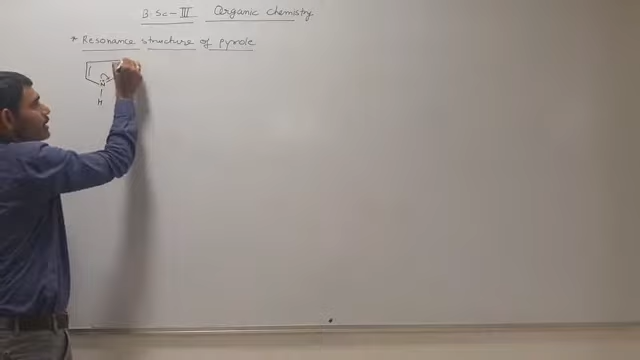 B.Sc-III Organic chemistry
* Resonance structure of pyrrole
N
H